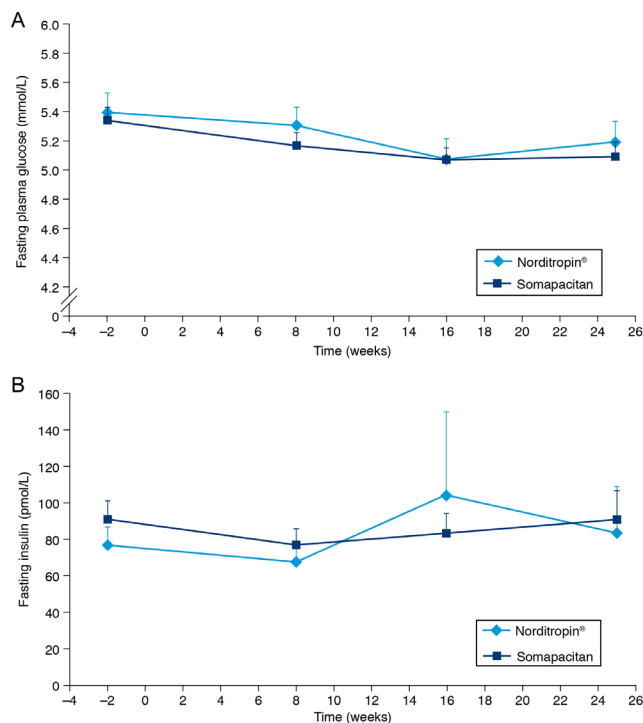 A
Fasting plasma glucose (mmol/L)
6.0
5.8
5.6
5.4
5.2
5.0
4.8
4.6
4.4
4.2
0
Norditropin®
Somapacitan
–4 –2 0 2 4 6 8 10 12 14 16 18 20 22 24 26
Time (weeks)
B
Fasting insulin (pmol/L)
160
140
120
100
80
60
40
20
0
Norditropin®
Somapacitan
–4 –2 0 2 4 6 8 10 12 14 16 18 20 22 24 26
Time (weeks)